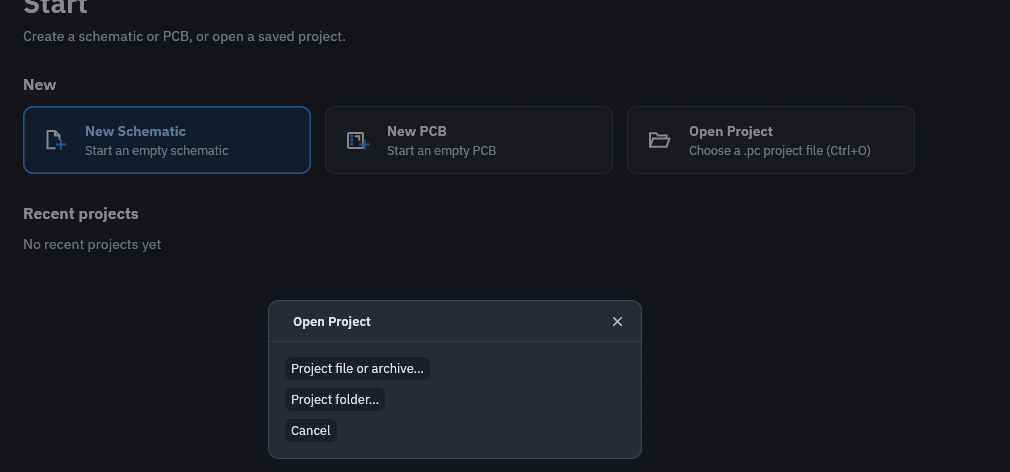 Start
Create a schematic or PCB, or open a saved project.
New
New Schematic
Start an empty schematic
New PCB
Start an empty PCB
Open Project
Choose a .pc project file (Ctrl+O)
Recent projects
No recent projects yet
Open Project
Project file or archive...
Project folder...
Cancel